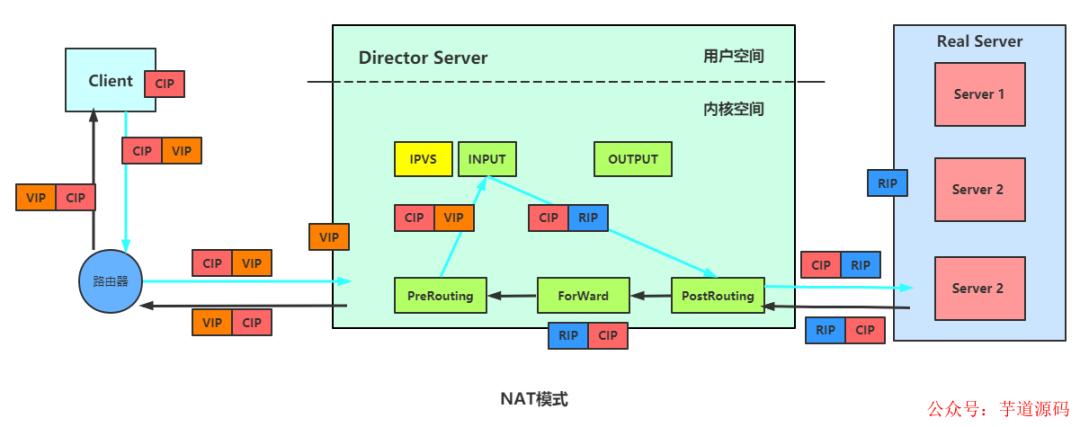 Client
CIP
CIP VIP
VIP CIP
路由器
CIP VIP
VIP CIP
Director Server
用户空间
内核空间
IPVS
INPUT
OUTPUT
CIP VIP
CIP RIP
VIP
PreRouting
ForWard
PostRouting
RIP CIP
CIP RIP
RIP CIP
Real Server
Server 1
RIP
Server 2
Server 2
NAT模式
公众号：芋道源码